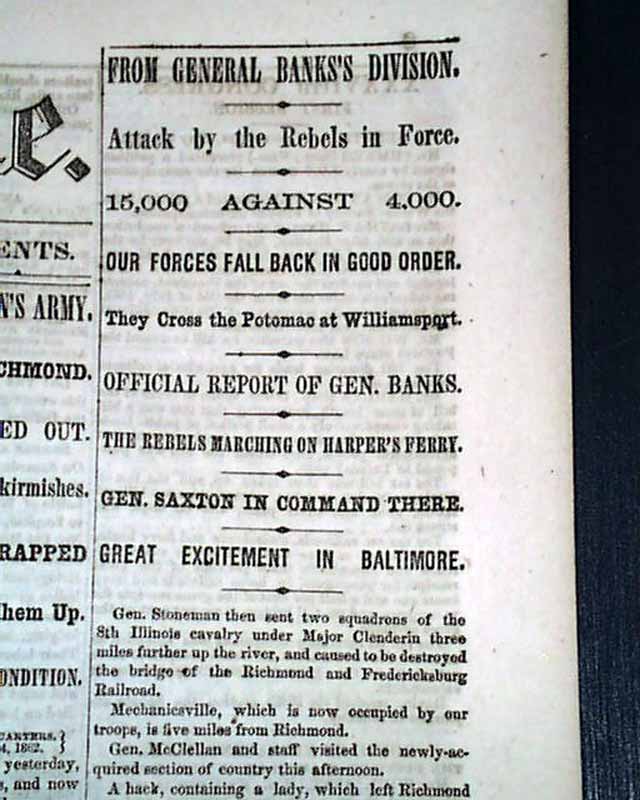 e.
ENTS.
N'S ARMY.
CHMOND.
ED OUT.
kirmishes.
RAPPED
hem Up.
ONDITION.
4, 1862.
yesterday,
, and now
FROM GENERAL BANKS'S DIVISION.
Attack by the Rebels in Force.
15,000 AGAINST 4,000.
OUR FORCES FALL BACK IN GOOD ORDER.
They Cross the Potomac at Williamsport.
OFFICIAL REPORT OF GEN. BANKS.
THE REBELS MARCHING ON HARPER'S FERRY.
GEN. SAXTON IN COMMAND THERE.
GREAT EXCITEMENT IN BALTIMORE.
Gen. Stoneman then sent two squadrons of the
8th Illinois cavalry under Major Clenderin three
miles further up the river, and caused to be destroyed
the bridge of the Richmond and Fredericksburg
Railroad.
Mechanicsville, which is now occupied by our
troops, is five miles from Richmond.
Gen. McClellan and staff visited the newly-ac-
quired section of country this afternoon.
A hack, containing a lady, which left Richmond